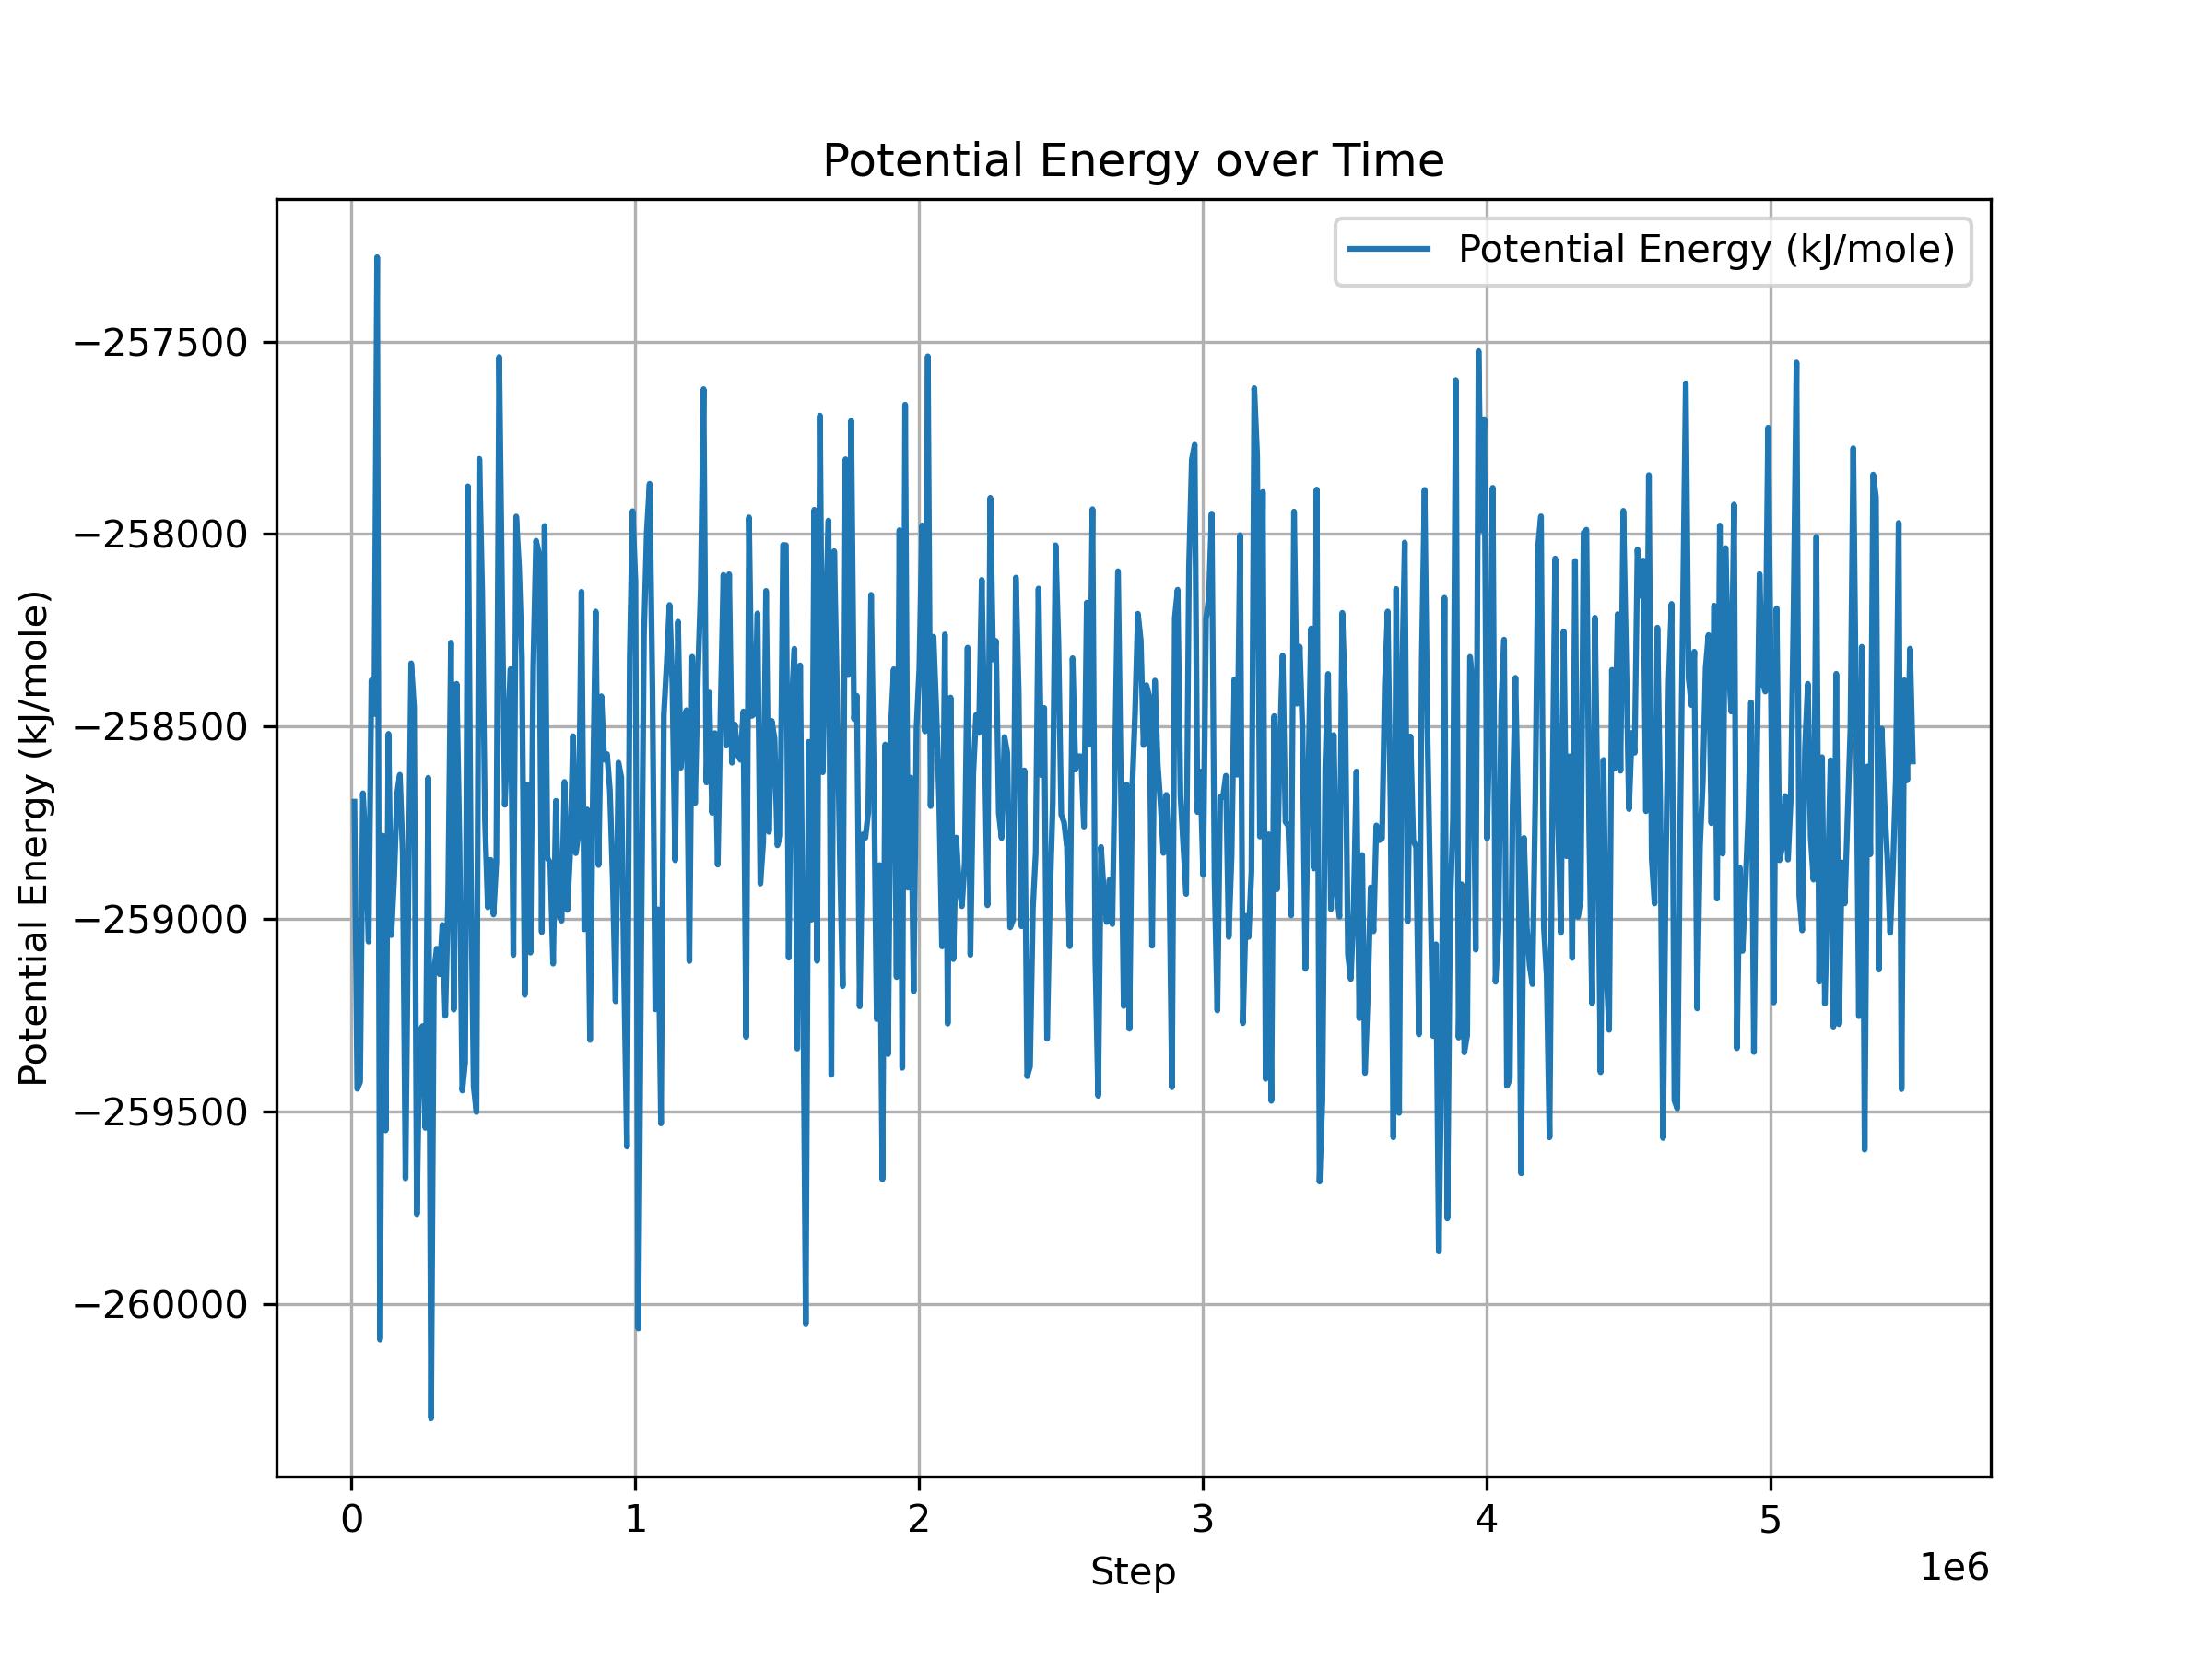 Potential Energy over Time
Potential Energy (kJ/mole)
Potential Energy (kJ/mole)
−257500
−258000
−258500
−259000
−259500
−260000
0 1 2 3 4 5
1e6
Step